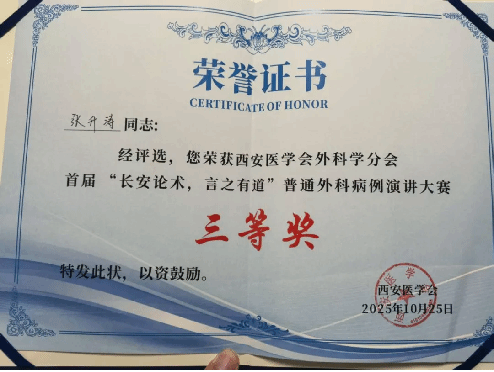 荣誉证书
CERTIFICATE OF HONOR
张升涛 同志:
经评选，您荣获西安医学会外科学分会
首届“长安论术，言之有道”普通外科病例演讲大赛
三等奖
特发此状，以资鼓励。
西安医学会
2025年10月25日